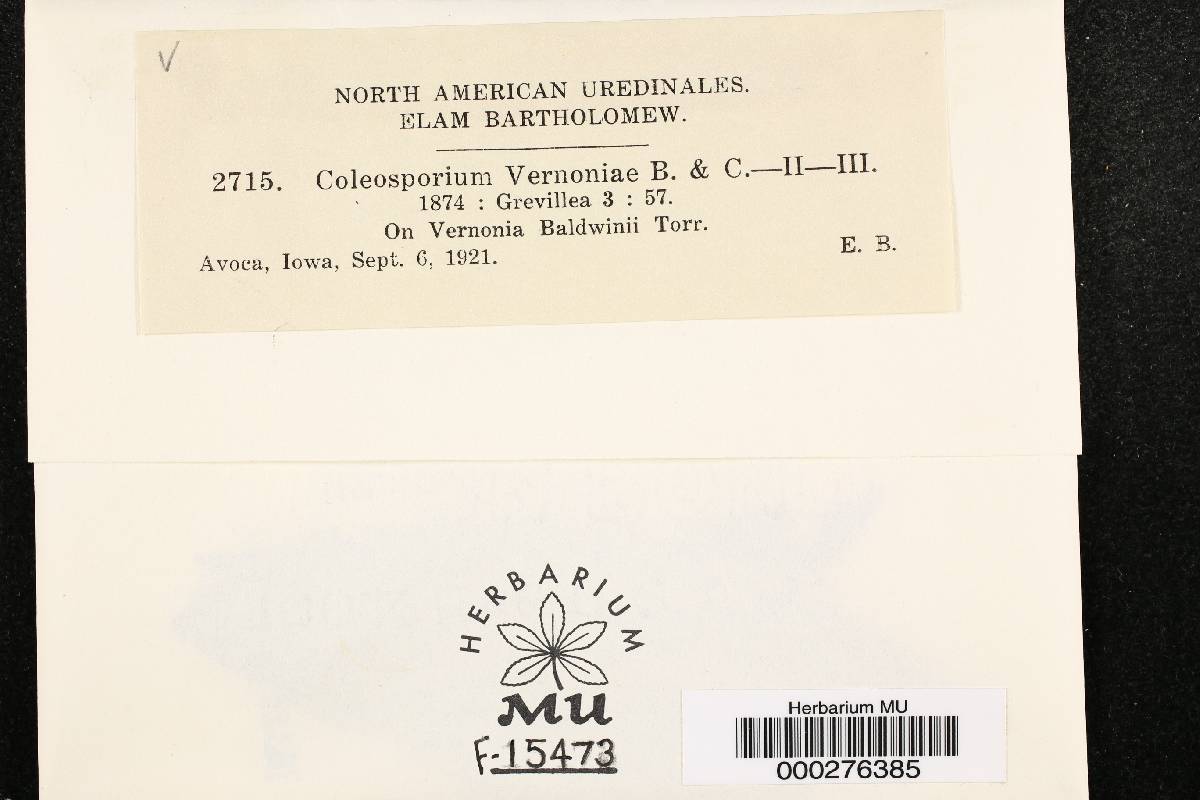 NORTH AMERICAN UREDINALES.
ELAM BARTHOLOMEW.
2715. Coleosporium Vernoniae B. & C.—II—III.
1874 : Grevillea 3 : 57.
On Vernonia Baldwinii Torr.
Avoca, Iowa, Sept. 6, 1921. E. B.
HERBARIUM
MU
F-15473
Herbarium MU
000276385